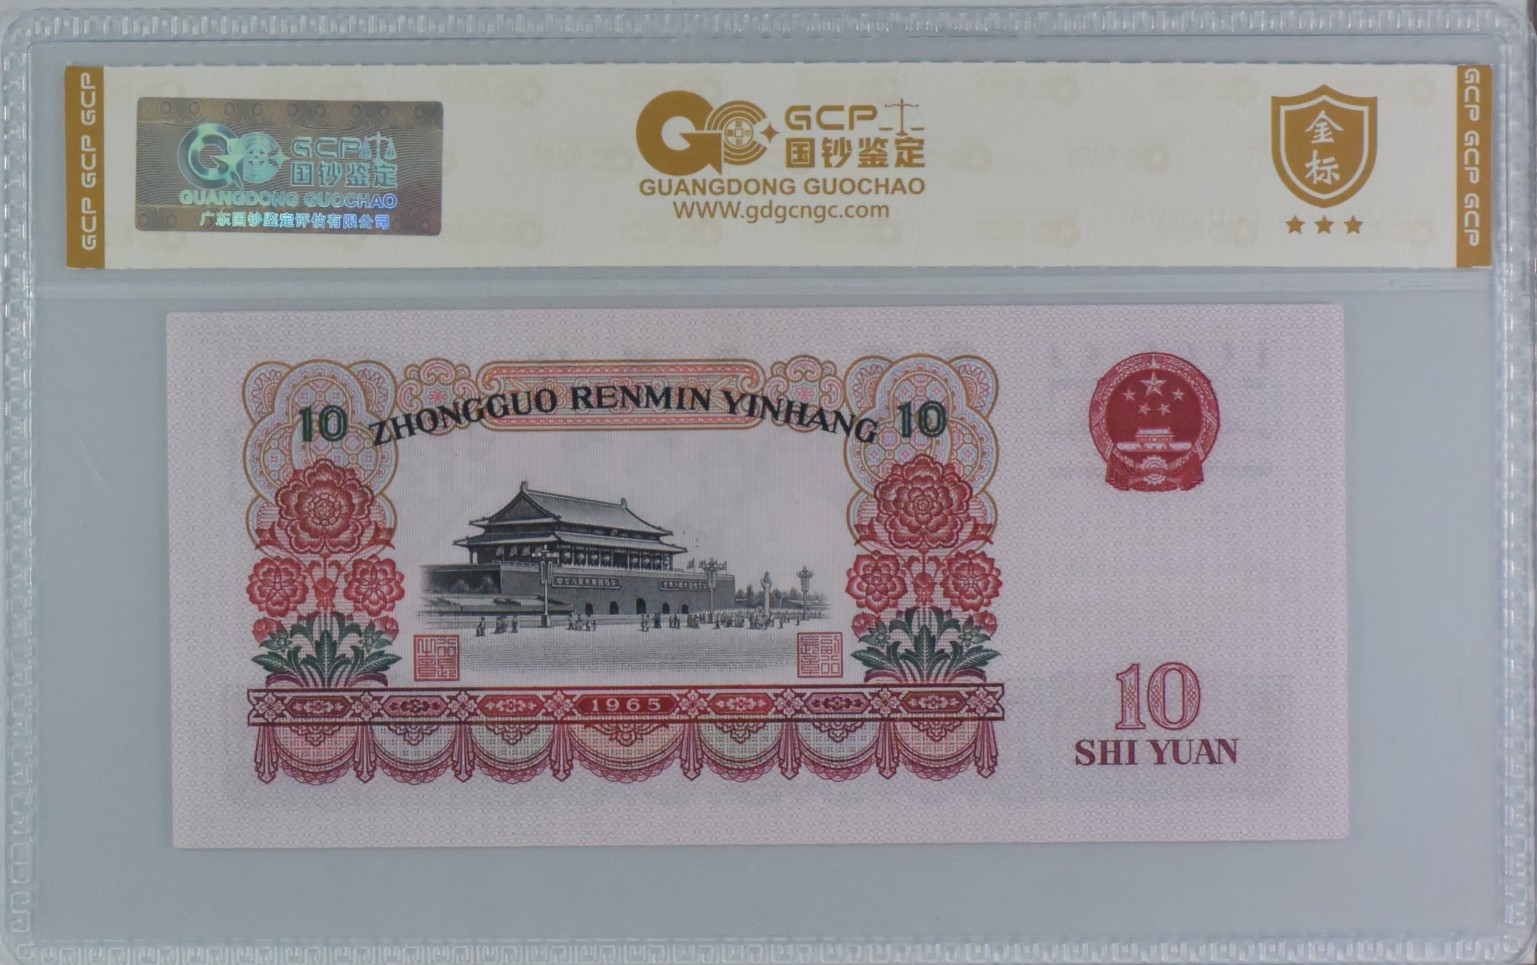 GCP GCP GCP
GCP
国钞鉴定
GUANGDONG GUOCHAO
广东国钞鉴定评估有限公司
GCP
国钞鉴定
GUANGDONG GUOCHAO
WWW.gdgcngc.com
金标
GCP GCP GCP
10 ZHONGGUO RENMIN YINHANG 10
1965
10
SHI YUAN